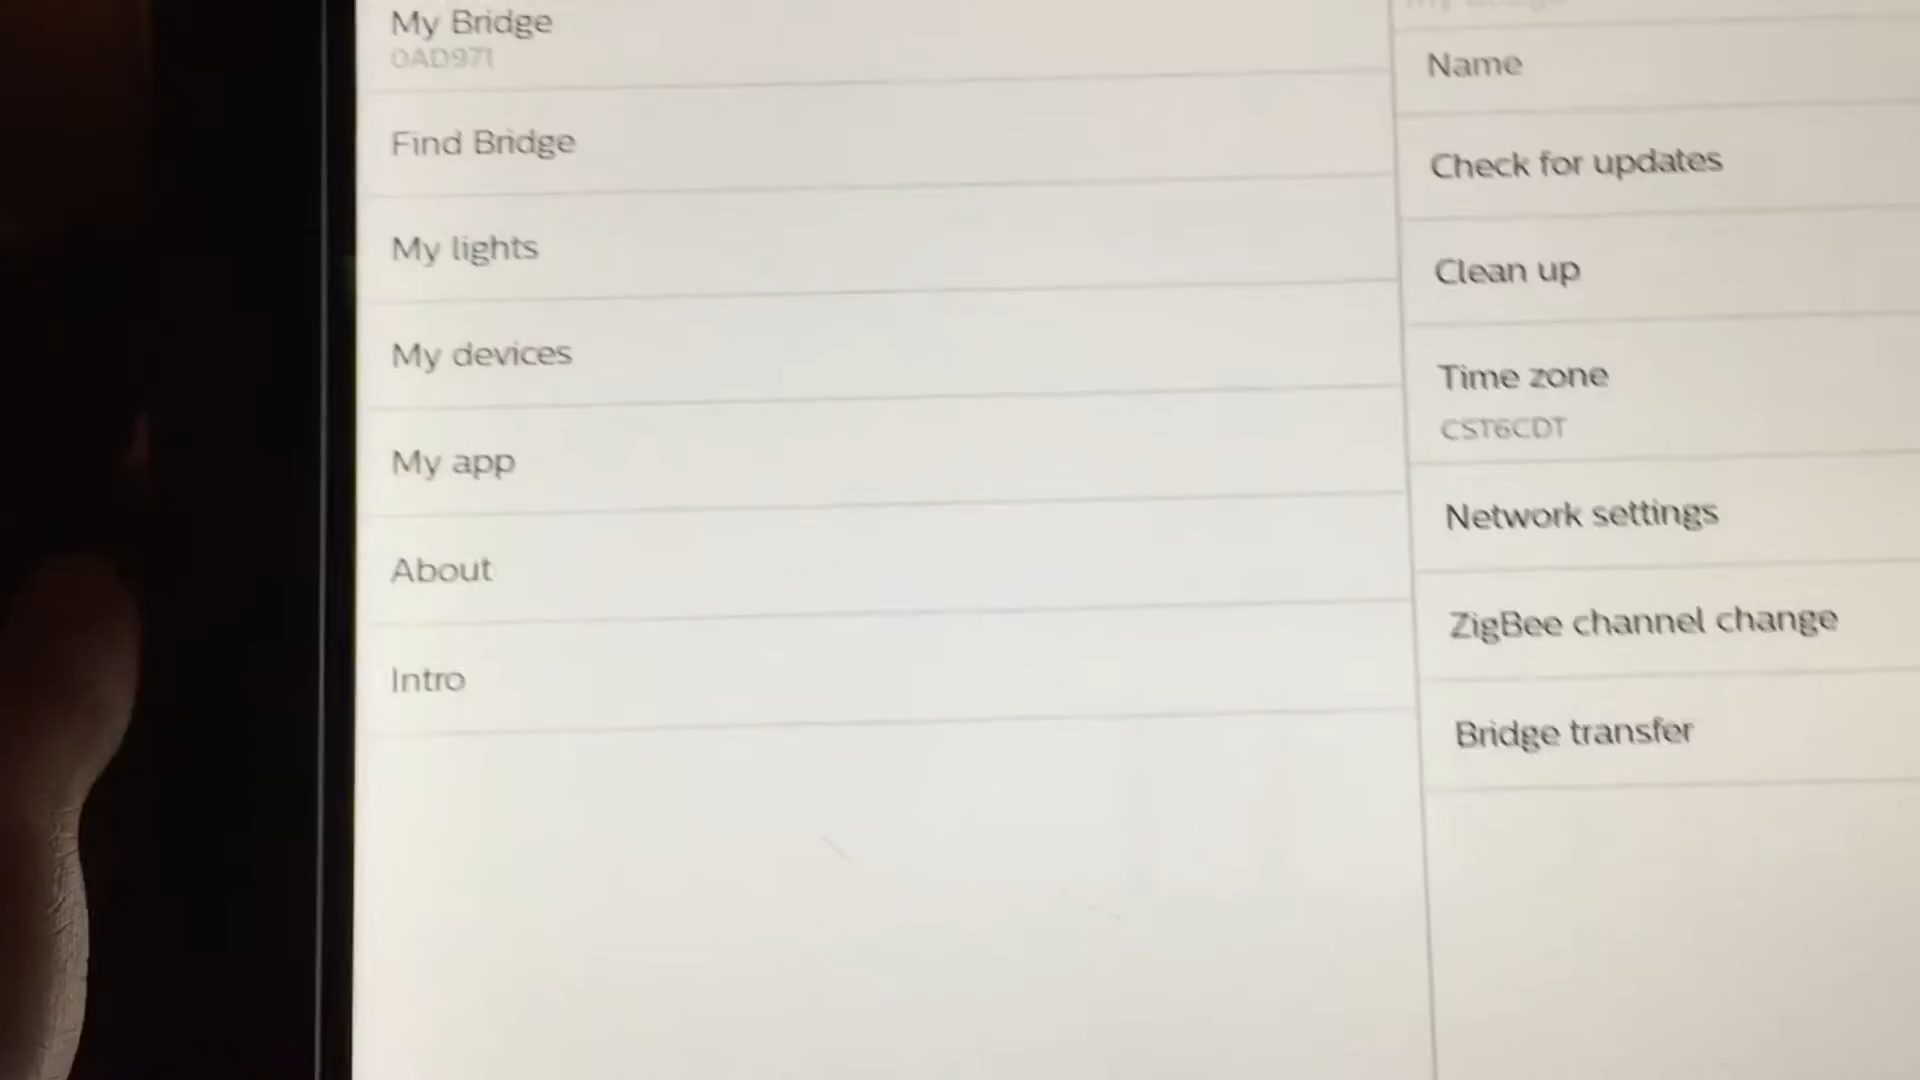 My Bridge
0AD971
Find Bridge
My lights
My devices
My app
About
Intro
Name
Check for updates
Clean up
Time zone
CST6CDT
Network settings
ZigBee channel change
Bridge transfer